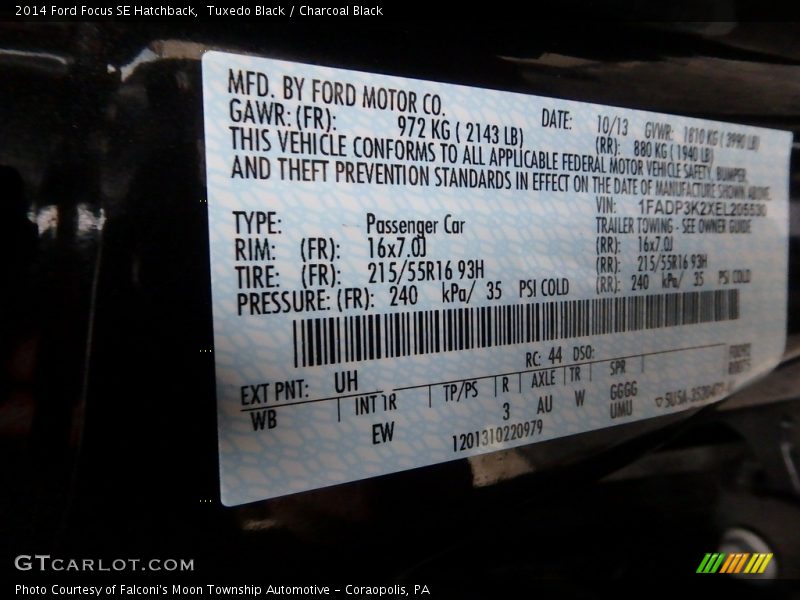 2014 Ford Focus SE Hatchback,  Tuxedo Black / Charcoal Black
MFD. BY FORD MOTOR CO.
DATE: 10/13 GVWR: 1810 KG ( 3990 LB)
GAWR: (FR): 972 KG ( 2143 LB) (RR): 880 KG ( 1940 LB)
THIS VEHICLE CONFORMS TO ALL APPLICABLE FEDERAL MOTOR VEHICLE SAFETY, BUMPER,
AND THEFT PREVENTION STANDARDS IN EFFECT ON THE DATE OF MANUFACTURE SHOWN ABOVE.
VIN: 1FADP3K2XEL205530
TYPE: Passenger Car TRAILER TOWING - SEE OWNER GUIDE
RIM: (FR): 16x7.0J (RR): 16x7.0J
TIRE: (FR): 215/55R16 93H (RR): 215/55R16 93H
PRESSURE: (FR): 240 kPa/ 35 PSI COLD (RR): 240 kPa/ 35 PSI COLD
EXT PNT: UH RC: 44 DSO:
WB INT TR TP/PS R AXLE TR SPR
EW 3 AU W GGGG
UMU
1201310220979
GTCARLOT.COM
Photo Courtesy of Falconi's Moon Township Automotive – Coraopolis, PA